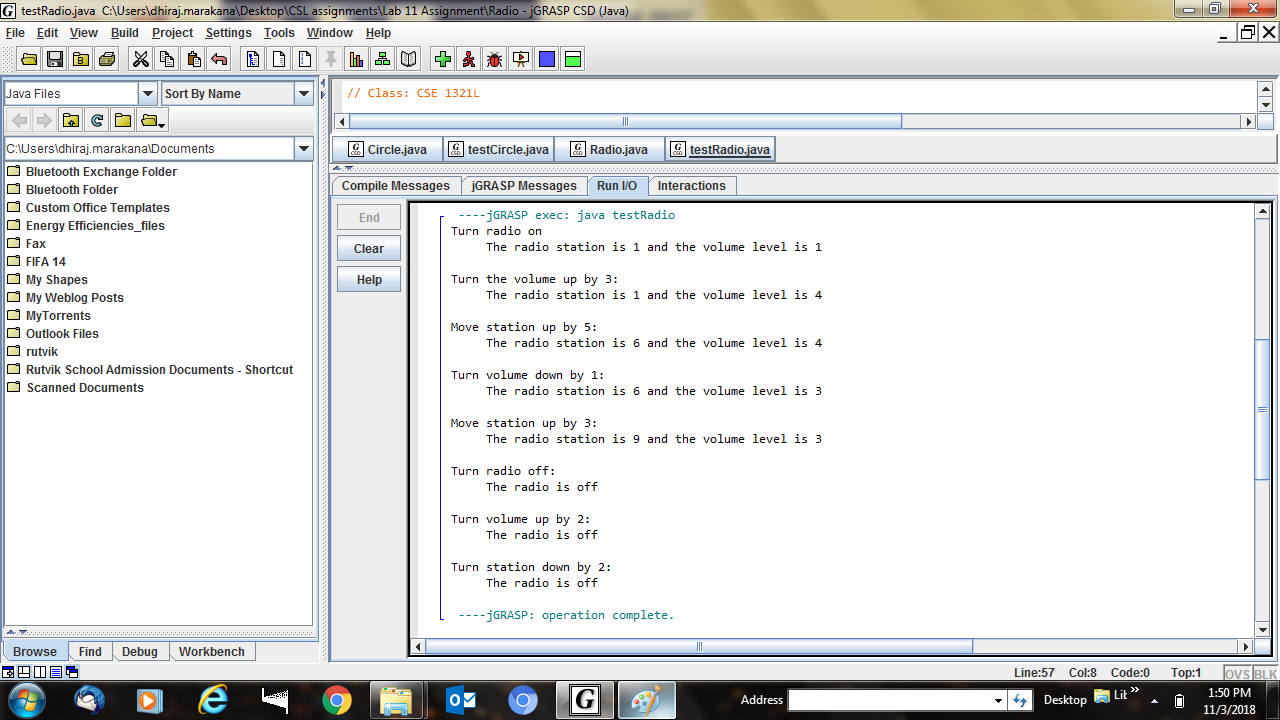 testRadio.java  C:\Users\dhiraj.marakana\Desktop\CSL assignments\Lab 11 Assignment\Radio - jGRASP CSD (Java)
File Edit View Build Project Settings Tools Window Help
Java Files
Sort By Name
C:\Users\dhiraj.marakana\Documents
Bluetooth Exchange Folder
Bluetooth Folder
Custom Office Templates
Energy Efficiencies_files
Fax
FIFA 14
My Shapes
My Weblog Posts
MyTorrents
Outlook Files
rutvik
Rutvik School Admission Documents - Shortcut
Scanned Documents
Browse Find Debug Workbench
// Class: CSE 1321L
Circle.java testCircle.java Radio.java testRadio.java
Compile Messages jGRASP Messages Run I/O Interactions
End
Clear
Help
----jGRASP exec: java testRadio
Turn radio on
The radio station is 1 and the volume level is 1
Turn the volume up by 3:
The radio station is 1 and the volume level is 4
Move station up by 5:
The radio station is 6 and the volume level is 4
Turn volume down by 1:
The radio station is 6 and the volume level is 3
Move station up by 3:
The radio station is 9 and the volume level is 3
Turn radio off:
The radio is off
Turn volume up by 2:
The radio is off
Turn station down by 2:
The radio is off
----jGRASP: operation complete.
Line:57 Col:8 Code:0 Top:1 OVS BLK
Address Desktop Lib »
1:50 PM
11/3/2018